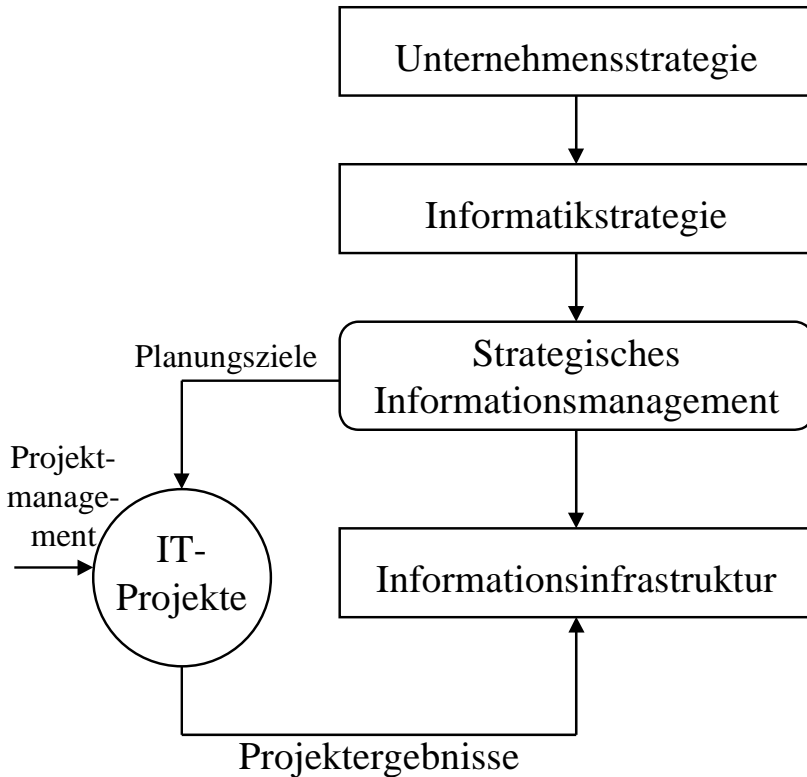 Unternehmensstrategie
Informatikstrategie
Strategisches
Informationsmanagement
Planungsziele
Projekt-
manage-
ment
IT-
Projekte
Informationsinfrastruktur
Projektergebnisse